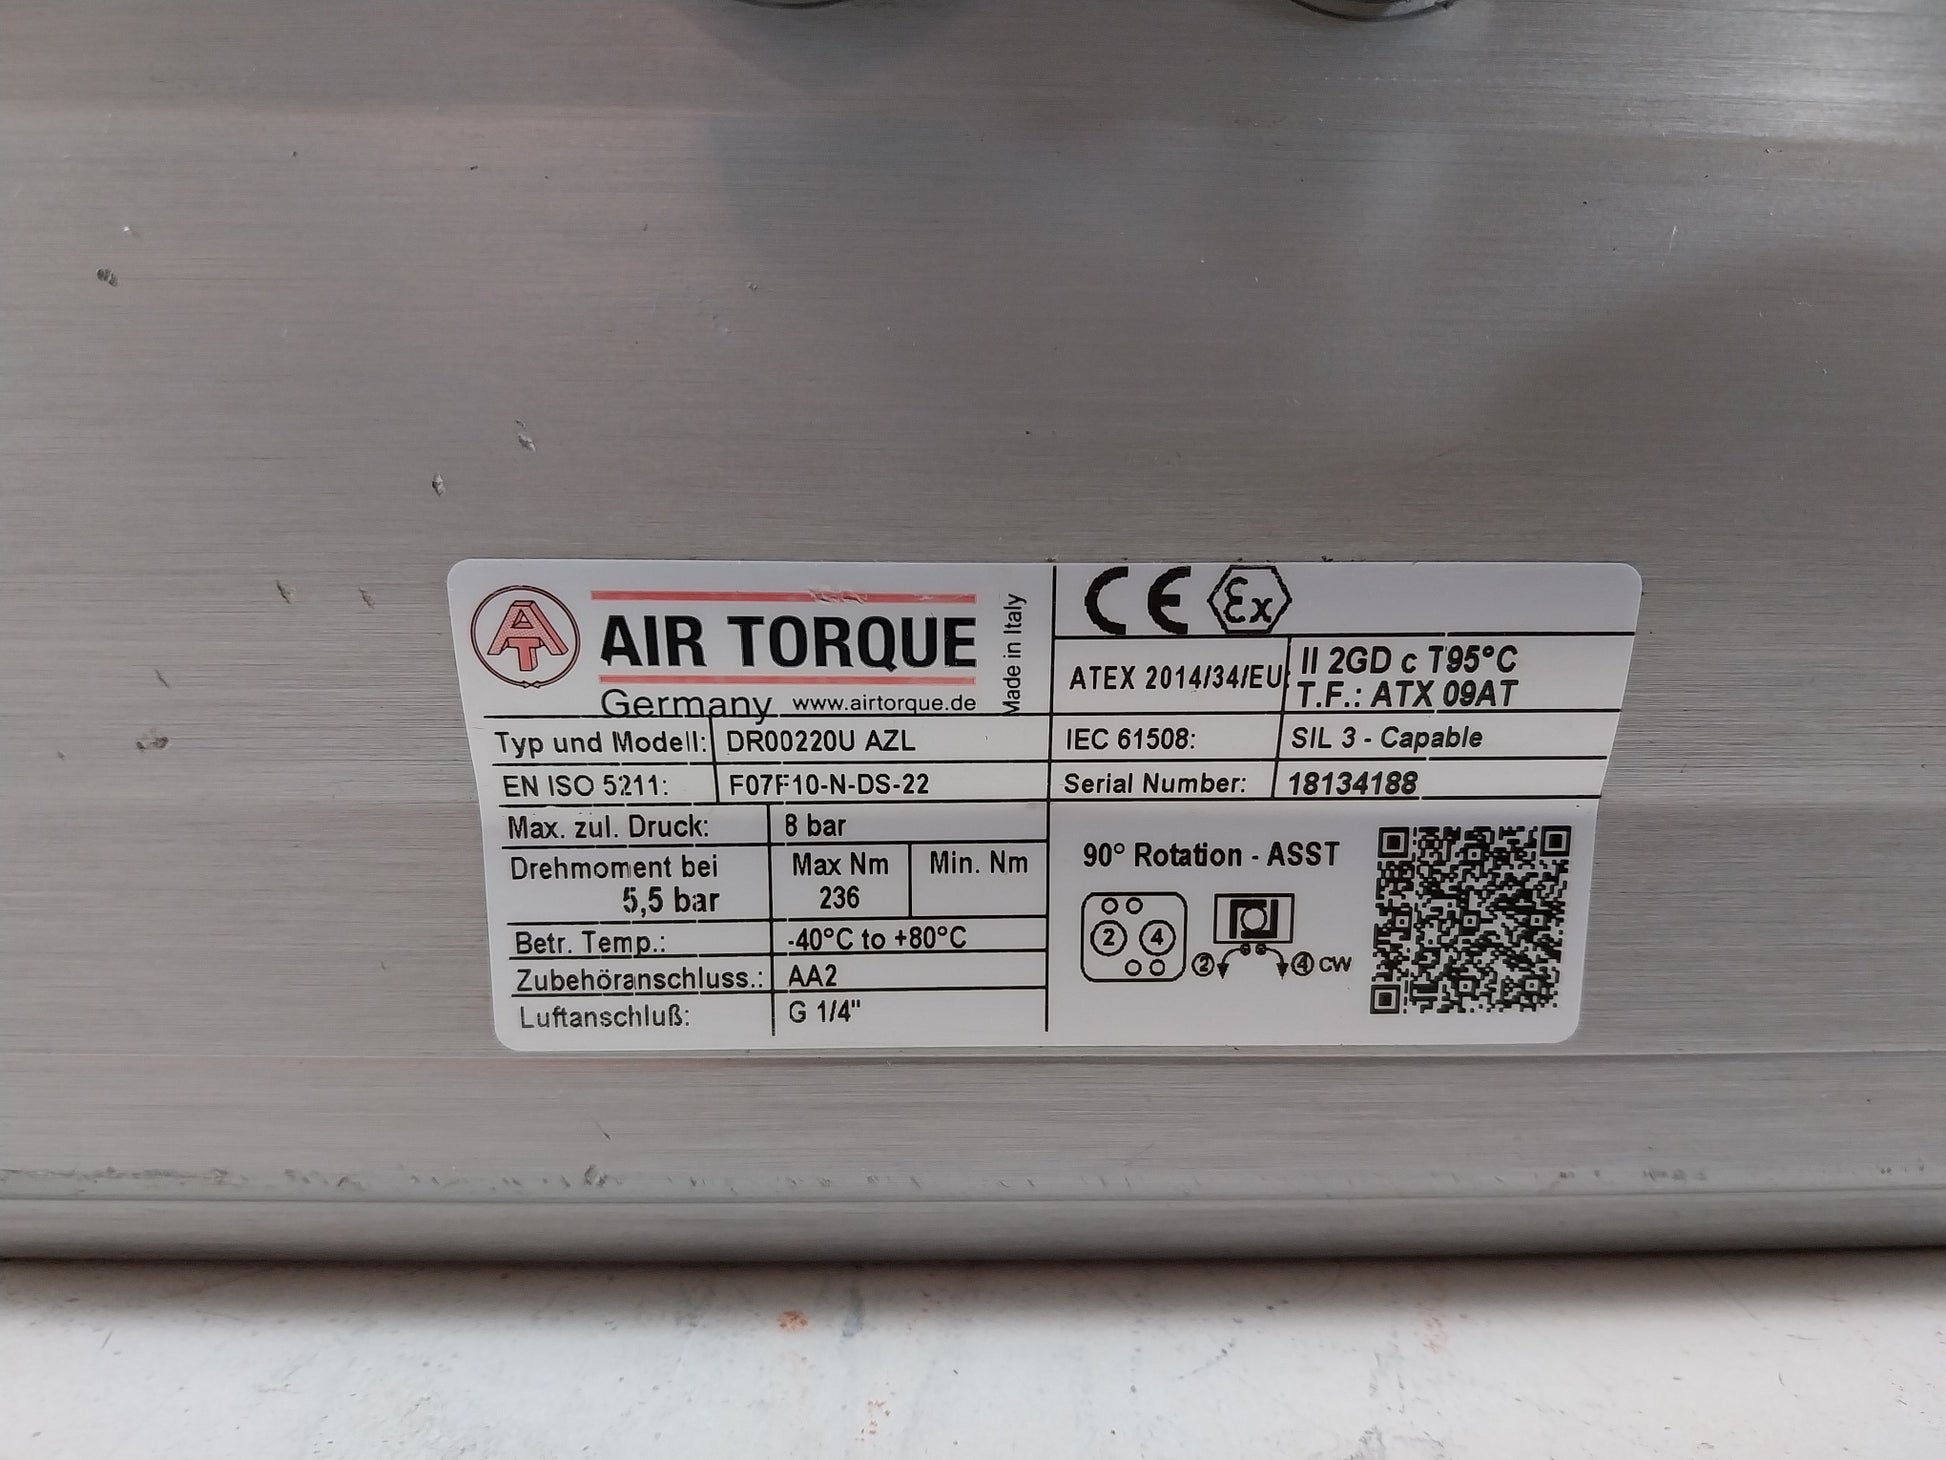 AT
AIR TORQUE
Germany www.airtorque.de
Made in Italy
Typ und Modell: DR00220U AZL
EN ISO 5211: F07F10-N-DS-22
Max. zul. Druck: 8 bar
Drehmoment bei Max Nm Min. Nm
5,5 bar 236
Betr. Temp.: -40°C to +80°C
Zubehöranschluss.: AA2
Luftanschluß: G 1/4"
CE Ex
ATEX 2014/34/EU II 2GD c T95°C
T.F.: ATX 09AT
IEC 61508: SIL 3 - Capable
Serial Number: 18134188
90° Rotation - ASST
2 4
2 4 CW